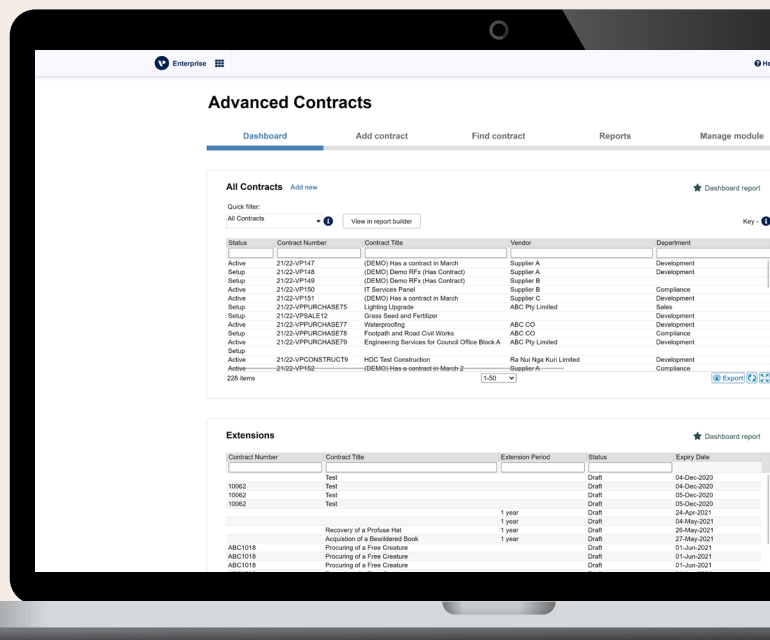 Enterprise
He
Advanced Contracts
Dashboard Add contract Find contract Reports Manage module
All Contracts Add new Dashboard report
Quick filter:
All Contracts View in report builder Key -
Status Contract Number Contract Title Vendor Department
Active 21/22-VP147 (DEMO) Has a contract in March Supplier A Development
Setup 21/22-VP148 (DEMO) Demo RFx (Has Contract) Supplier A Development
Setup 21/22-VP149 (DEMO) Demo RFx (Has Contract) Supplier B
Active 21/22-VP150 IT Services Panel Supplier B Compliance
Active 21/22-VP151 (DEMO) Has a contract in March Supplier C Development
Setup 21/22-VPPURCHASE75 Lighting Upgrade ABC Pty Limited Sales
Setup 21/22-VPSALE12 Grass Seed and Fertilizer Development
Active 21/22-VPPURCHASE77 Waterproofing ABC CO Development
Setup 21/22-VPPURCHASE78 Footpath and Road Civil Works ABC CO Compliance
Active 21/22-VPPURCHASE79 Engineering Services for Council Office Block A ABC Pty Limited Development
Setup
Active 21/22-VPCONSTRUCT9 HDC Test Construction Ra Nui Nga Kuri Limited Development
Active 21/22-VP152 (DEMO) Has a contract in March 2 Supplier A Compliance
228 items 1-50 Export
Extensions Dashboard report
Contract Number Contract Title Extension Period Status Expiry Date
Test Draft 04-Dec-2020
10062 Test Draft 04-Dec-2020
10062 Test Draft 05-Dec-2020
10062 Test Draft 05-Dec-2020
1 year Draft 24-Apr-2021
1 year Draft 04-May-2021
Recovery of a Profuse Hat 1 year Draft 26-May-2021
Acquistion of a Bewildered Book 1 year Draft 27-May-2021
ABC1018 Procuring of a Free Creature Draft 01-Jun-2021
ABC1018 Procuring of a Free Creature Draft 01-Jun-2021
ABC1018 Procuring of a Free Creature Draft 01-Jun-2021